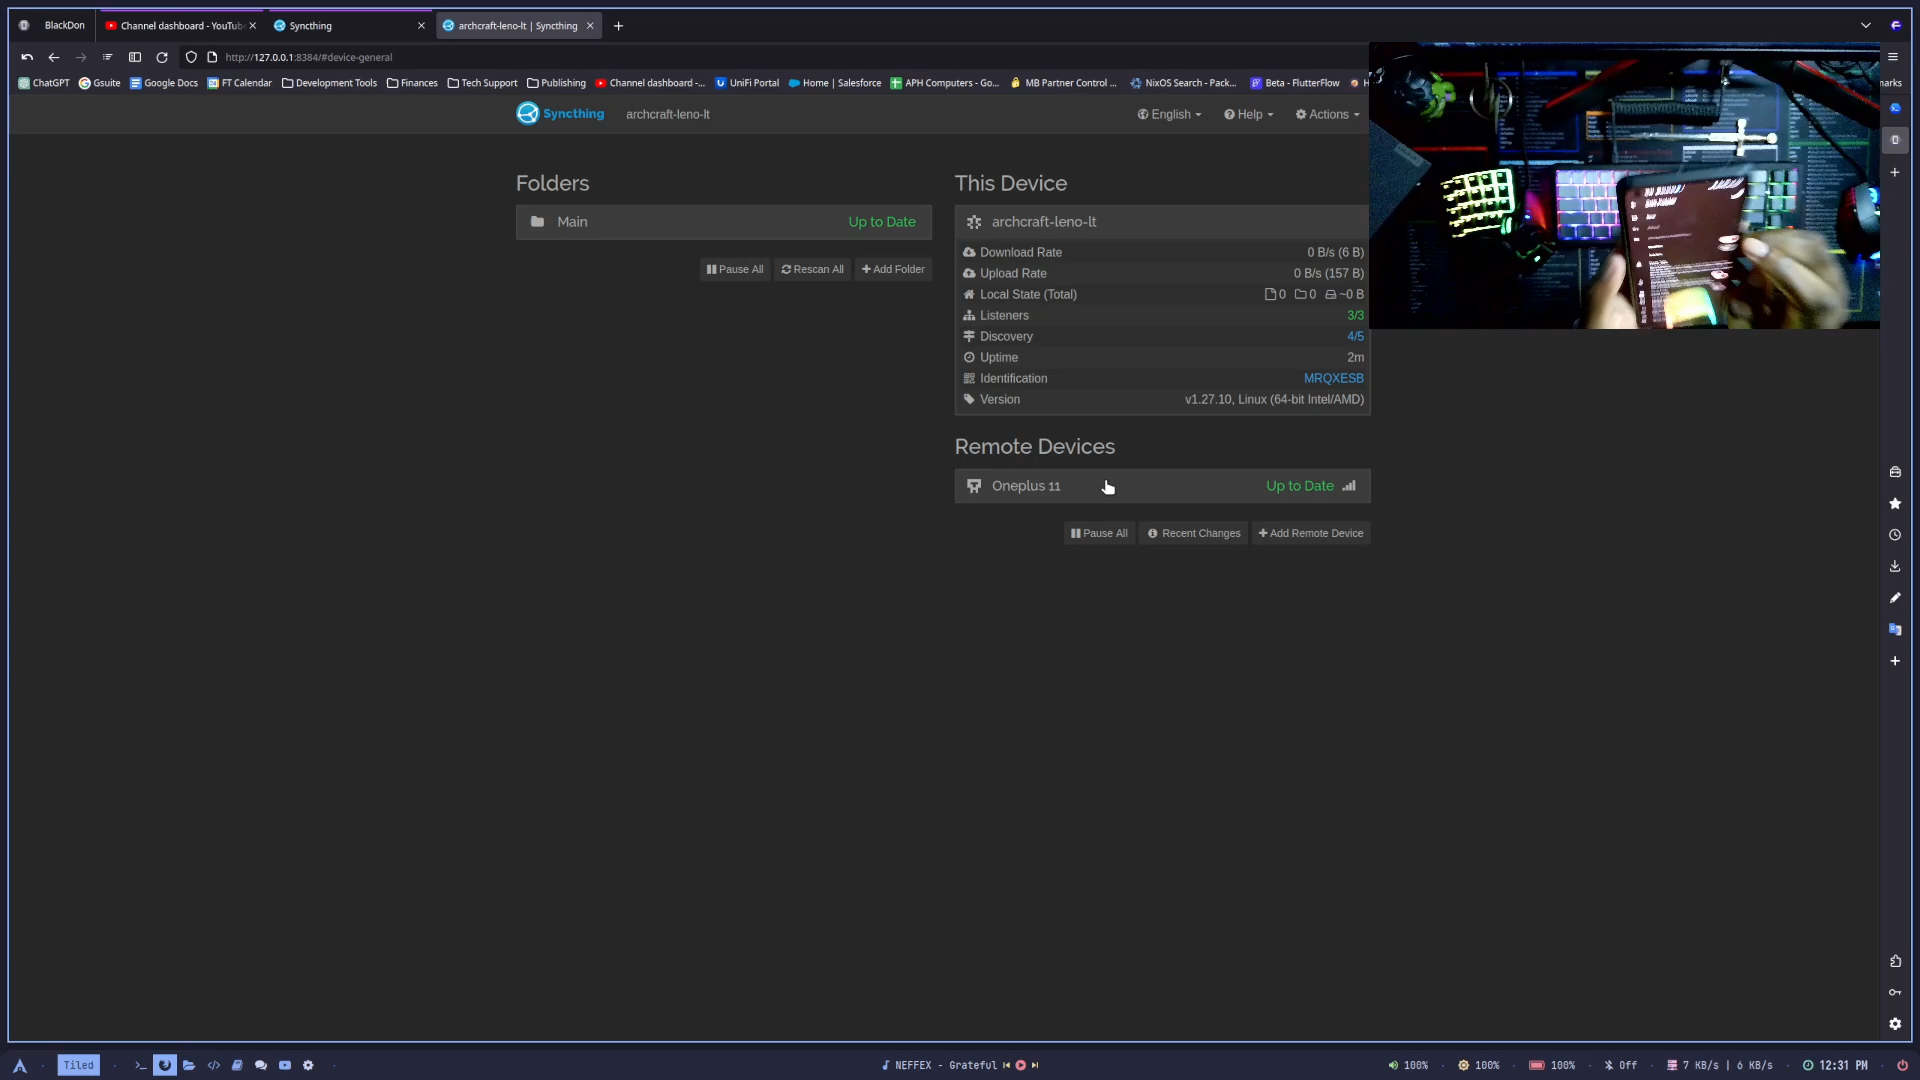 BlackDon
Channel dashboard - YouTub
Syncthing
archcraft-leno-lt | Syncthing
http://127.0.0.1:8384/#device-general
ChatGPT
Gsuite
Google Docs
FT Calendar
Development Tools
Finances
Tech Support
Publishing
Channel dashboard -...
UniFi Portal
Home | Salesforce
APH Computers - Go...
MB Partner Control ...
NixOS Search - Pack...
Beta - FlutterFlow
H
marks
Syncthing
archcraft-leno-lt
English
Help
Actions
Folders
Main Up to Date
Pause All Rescan All Add Folder
This Device
archcraft-leno-lt
Download Rate 0 B/s (6 B)
Upload Rate 0 B/s (157 B)
Local State (Total) 0 0 ~0 B
Listeners 3/3
Discovery 4/5
Uptime 2m
Identification MRQXESB
Version v1.27.10, Linux (64-bit Intel/AMD)
Remote Devices
Oneplus 11 Up to Date
Pause All Recent Changes Add Remote Device
Tiled
NEFFEX - Grateful
100%
100%
100%
Off
7 KB/s | 6 KB/s
12:31 PM